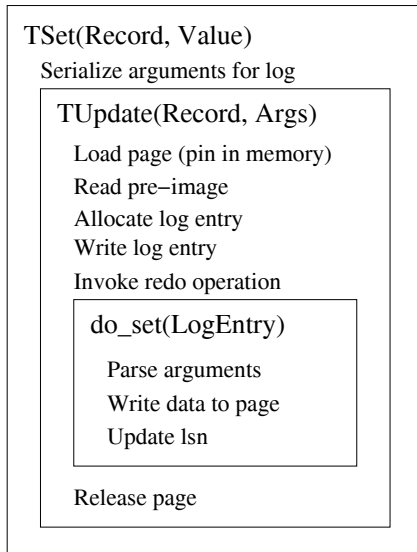 TSet(Record, Value)
Serialize arguments for log
TUpdate(Record, Args)
Load page (pin in memory)
Read pre−image
Allocate log entry
Write log entry
Invoke redo operation
do_set(LogEntry)
Parse arguments
Write data to page
Update lsn
Release page